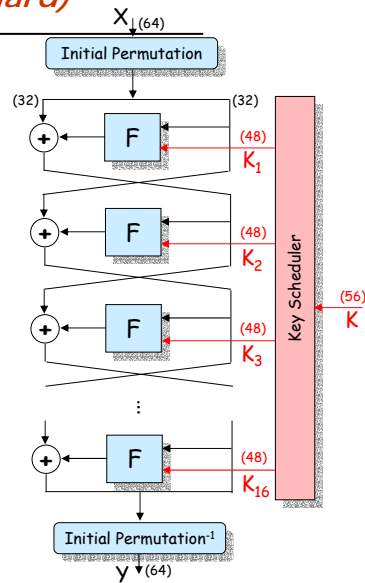 ard)
X (64)
Initial Permutation
(32) (32)
+ F (48)
K1
+ F (48)
K2
Key Scheduler
(56)
K
+ F (48)
K3
...
+ F (48)
K16
Initial Permutation-1
Y (64)